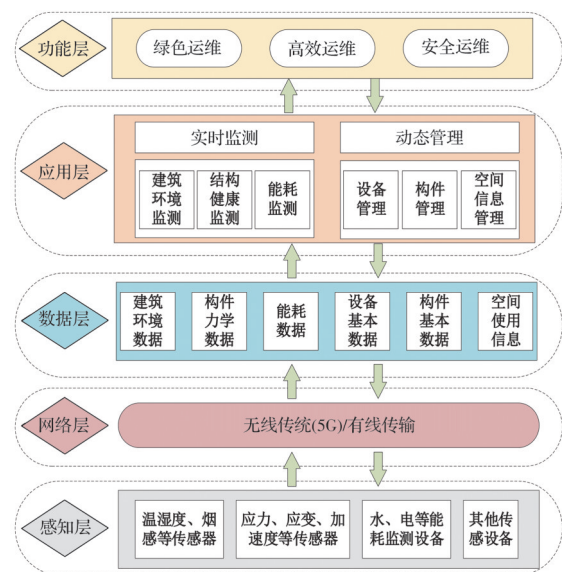 功能层
绿色运维
高效运维
安全运维
应用层
实时监测
动态管理
建筑
环境
监测
结构
健康
监测
能耗
监测
设备
管理
构件
管理
空间
信息
管理
数据层
建筑
环境
数据
构件
力学
数据
能耗
数据
设备
基本
数据
构件
基本
数据
空间
使用
信息
网络层
无线传统(5G)/有线传输
感知层
温湿度、烟
感等传感器
应力、应变、加
速度等传感器
水、电等能
耗监测设备
其他传
感设备